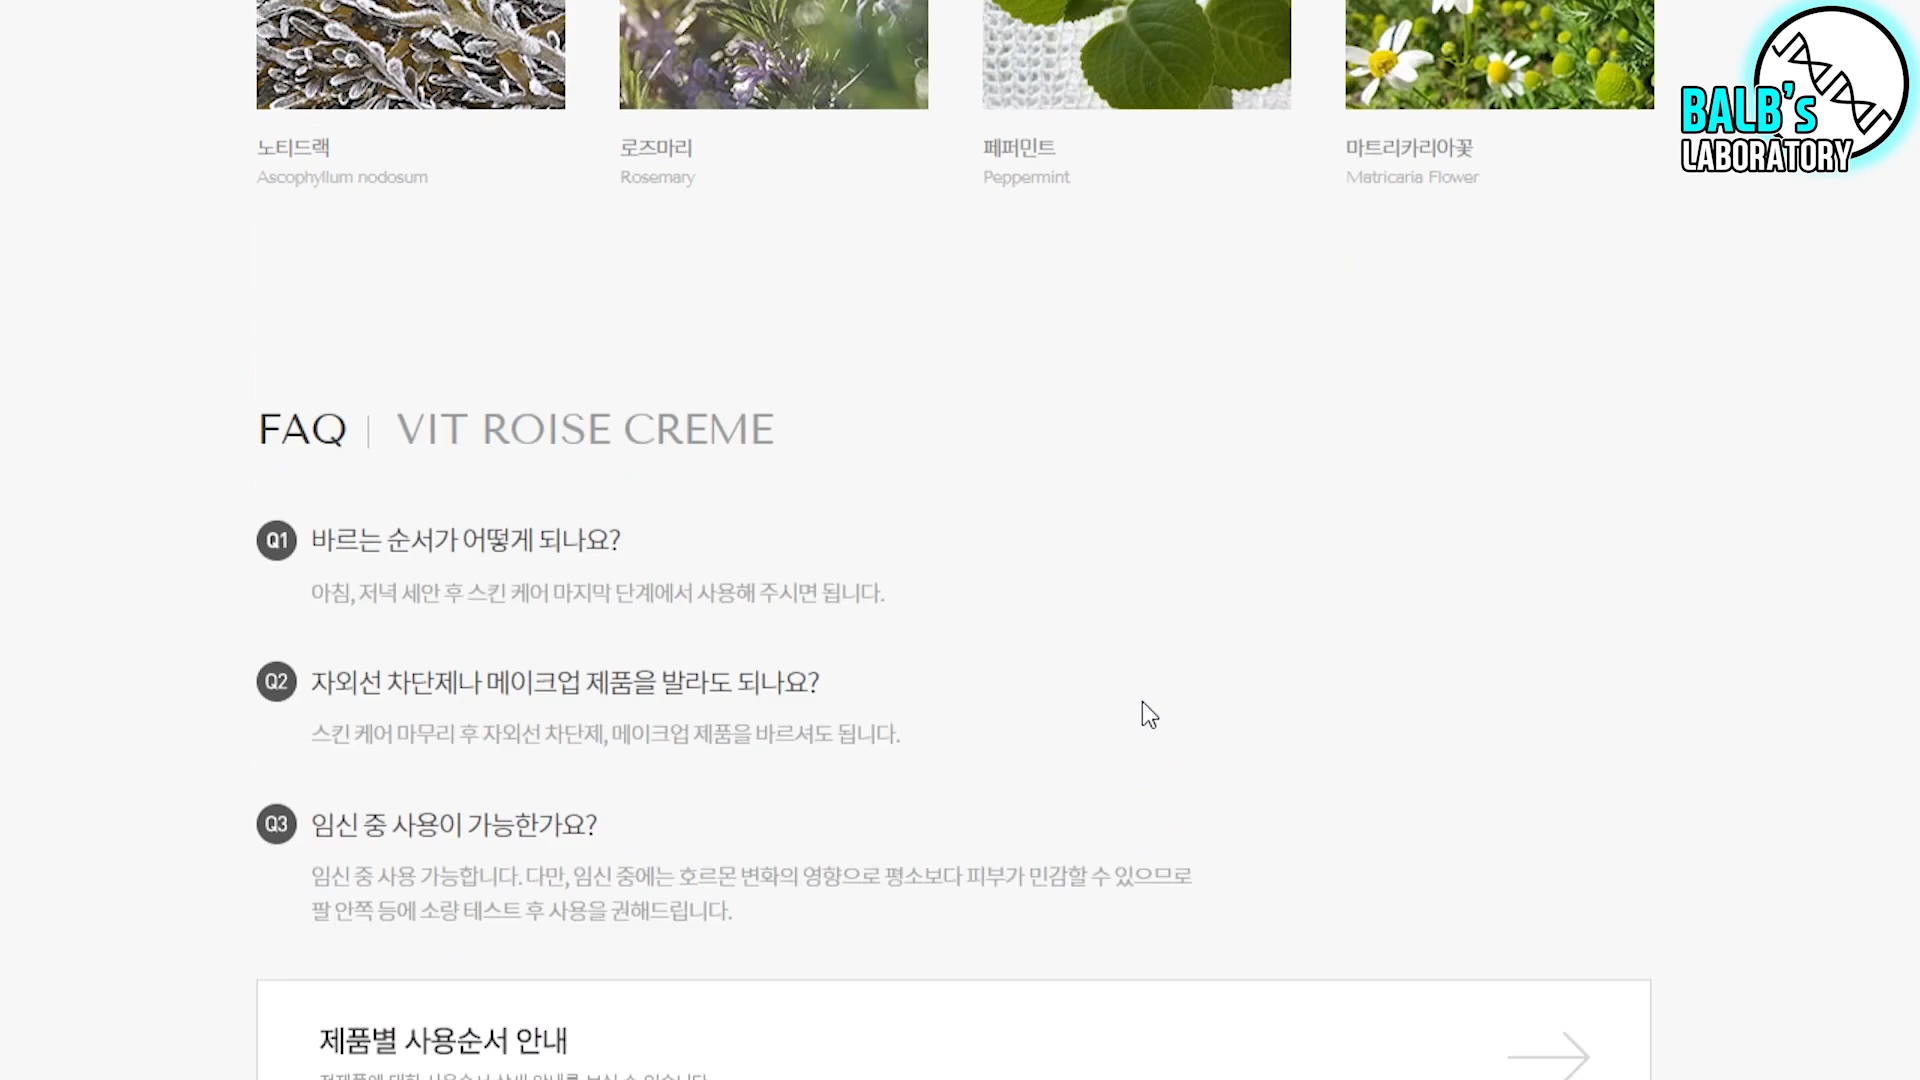 BALB's
LABORATORY
노티드랙
Ascophyllum nodosum
로즈마리
Rosemary
페퍼민트
Peppermint
마트리카리아꽃
Matricaria Flower
FAQ | VIT ROISE CREME
Q1 바르는 순서가 어떻게 되나요?
아침, 저녁 세안 후 스킨 케어 마지막 단계에서 사용해 주시면 됩니다.
Q2 자외선 차단제나 메이크업 제품을 발라도 되나요?
스킨 케어 마무리 후 자외선 차단제, 메이크업 제품을 바르셔도 됩니다.
Q3 임신 중 사용이 가능한가요?
임신 중 사용 가능합니다. 다만, 임신 중에는 호르몬 변화의 영향으로 평소보다 피부가 민감할 수 있으므로
팔 안쪽 등에 소량 테스트 후 사용을 권해드립니다.
제품별 사용순서 안내